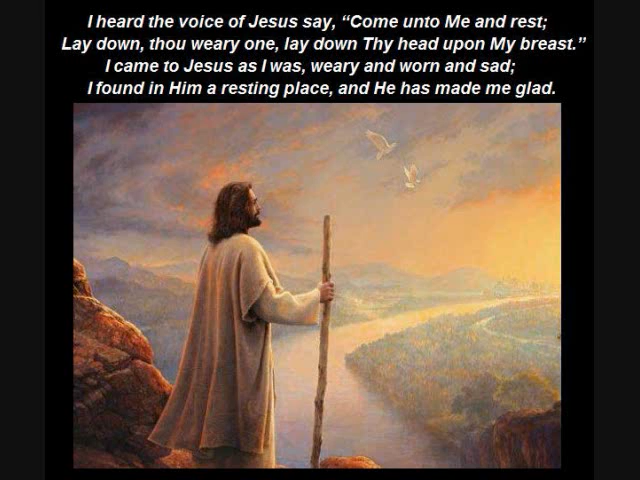 I heard the voice of Jesus say, “Come unto Me and rest;
Lay down, thou weary one, lay down Thy head upon My breast.”
I came to Jesus as I was, weary and worn and sad;
I found in Him a resting place, and He has made me glad.